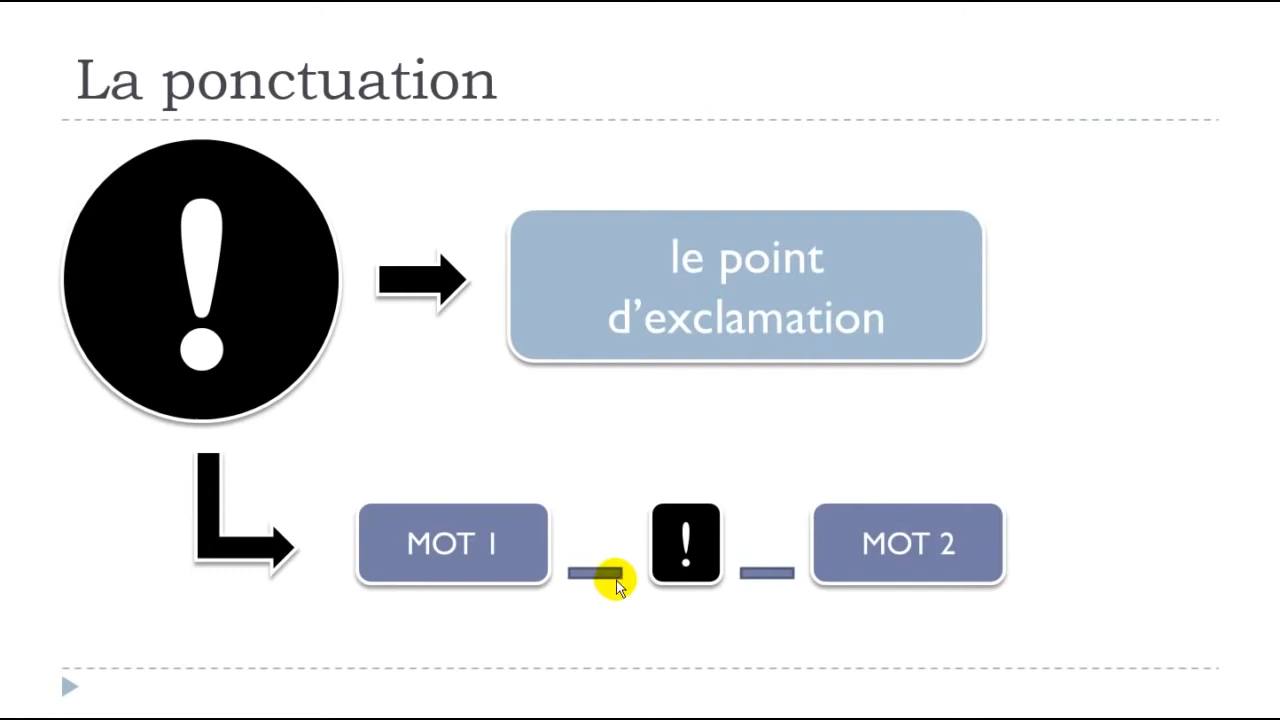 La ponctuation
!
le point
d’exclamation
MOT 1 _ ! _ MOT 2